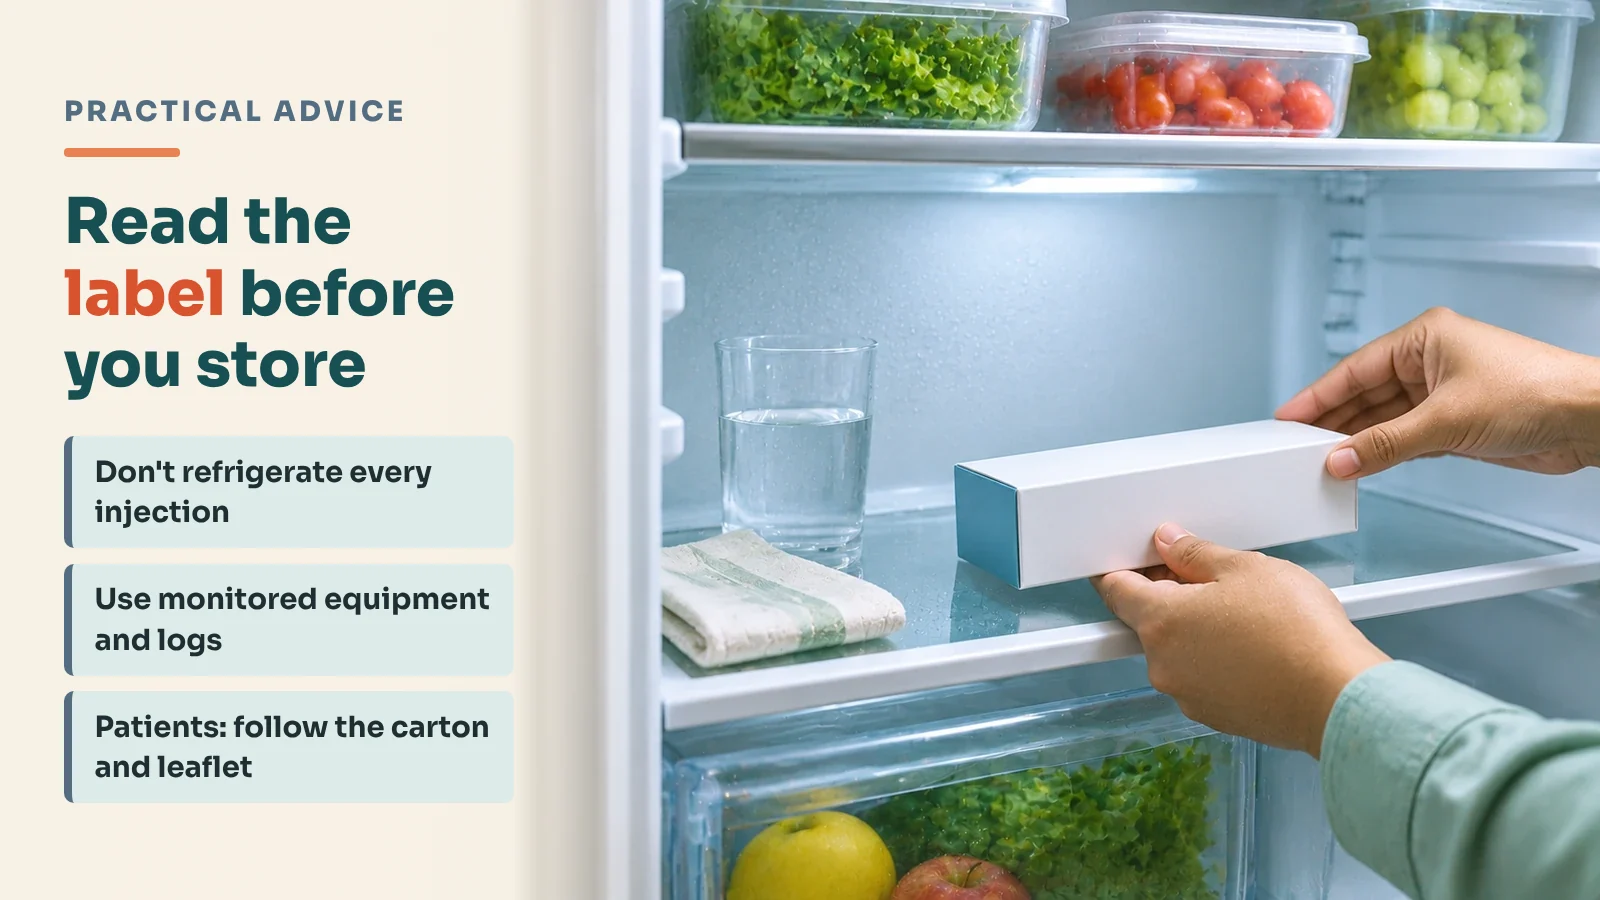 PRACTICAL ADVICE
Read the
label before
you store
Don't refrigerate every
injection
Use monitored equipment
and logs
Patients: follow the carton
and leaflet